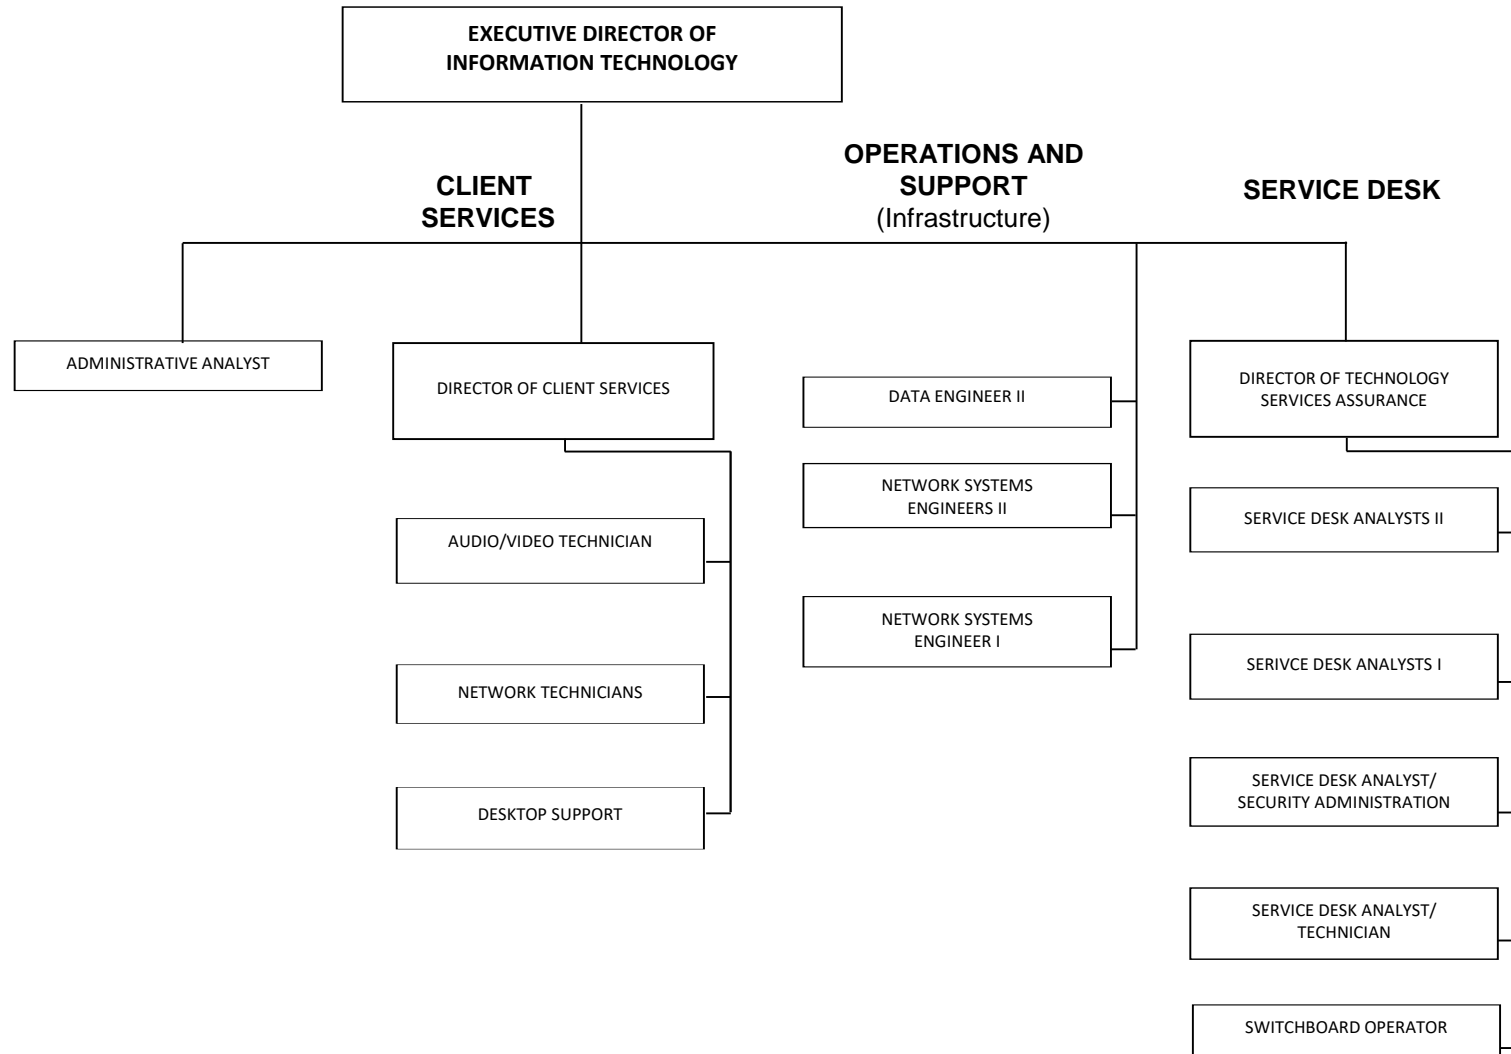 EXECUTIVE DIRECTOR OF
INFORMATION TECHNOLOGY
CLIENT
SERVICES
OPERATIONS AND
SUPPORT
(Infrastructure)
SERVICE DESK
ADMINISTRATIVE ANALYST
DIRECTOR OF CLIENT SERVICES
AUDIO/VIDEO TECHNICIAN
NETWORK TECHNICIANS
DESKTOP SUPPORT
DATA ENGINEER II
NETWORK SYSTEMS
ENGINEERS II
NETWORK SYSTEMS
ENGINEER I
DIRECTOR OF TECHNOLOGY
SERVICES ASSURANCE
SERVICE DESK ANALYSTS II
SERIVCE DESK ANALYSTS I
SERVICE DESK ANALYST/
SECURITY ADMINISTRATION
SERVICE DESK ANALYST/
TECHNICIAN
SWITCHBOARD OPERATOR